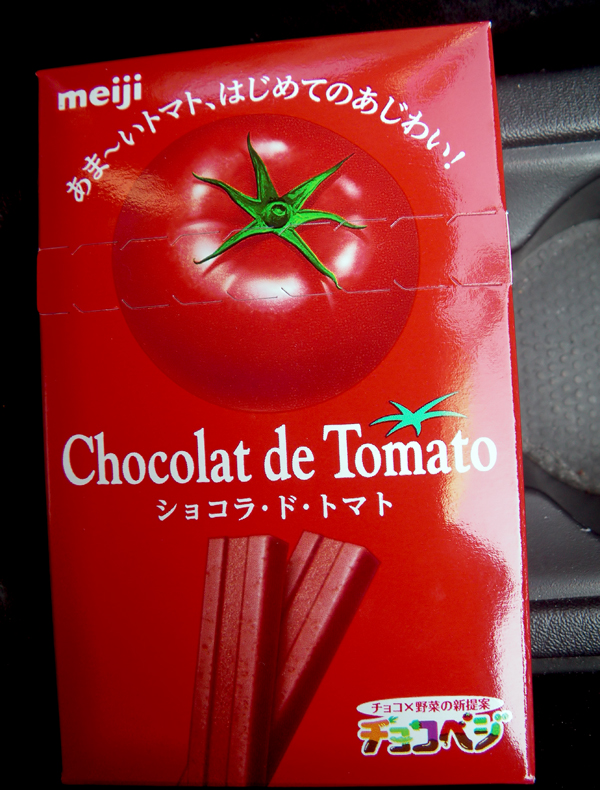 meiji
あま〜いトマト、はじめてのあじわい!
Chocolat de Tomato
ショコラ・ド・トマト
チョコ×野菜の新提案
チョコベジ